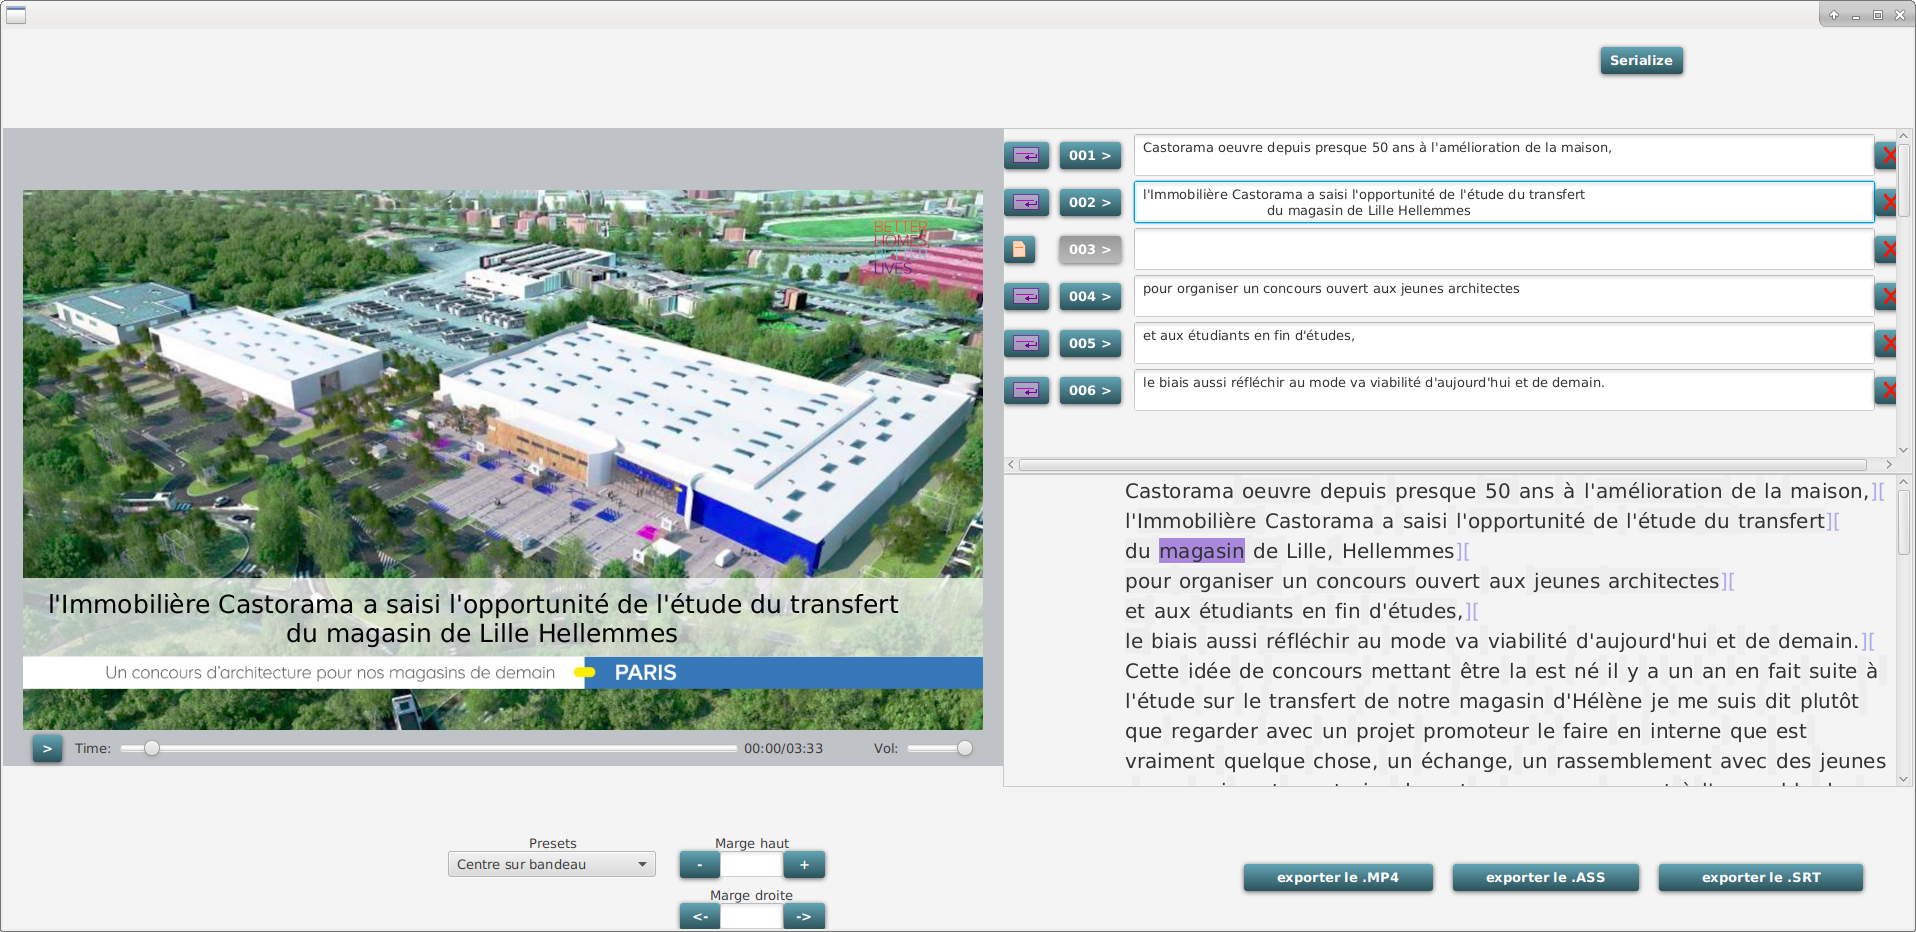 Serialize
001 >
Castorama oeuvre depuis presque 50 ans à l'amélioration de la maison,
002 >
l'Immobilière Castorama a saisi l'opportunité de l'étude du transfert
du magasin de Lille Hellemmes
003 >
004 >
pour organiser un concours ouvert aux jeunes architectes
005 >
et aux étudiants en fin d'études,
006 >
le biais aussi réfléchir au mode va viabilité d'aujourd'hui et de demain.
BETTER
HOMES,
BETTER
LIVES
l'Immobilière Castorama a saisi l'opportunité de l'étude du transfert
du magasin de Lille Hellemmes
Un concours d'architecture pour nos magasins de demain
PARIS
>
Time:
00:00/03:33
Vol:
Castorama oeuvre depuis presque 50 ans à l'amélioration de la maison,][
l'Immobilière Castorama a saisi l'opportunité de l'étude du transfert][
du magasin de Lille, Hellemmes][
pour organiser un concours ouvert aux jeunes architectes][
et aux étudiants en fin d'études,][
le biais aussi réfléchir au mode va viabilité d'aujourd'hui et de demain.][
Cette idée de concours mettant être la est né il y a un an en fait suite à
l'étude sur le transfert de notre magasin d'Hélène je me suis dit plutôt
que regarder avec un projet promoteur le faire en interne que est
vraiment quelque chose, un échange, un rassemblement avec des jeunes
Presets
Centre sur bandeau
Marge haut
-
+
Marge droite
<-
->
exporter le .MP4
exporter le .ASS
exporter le .SRT